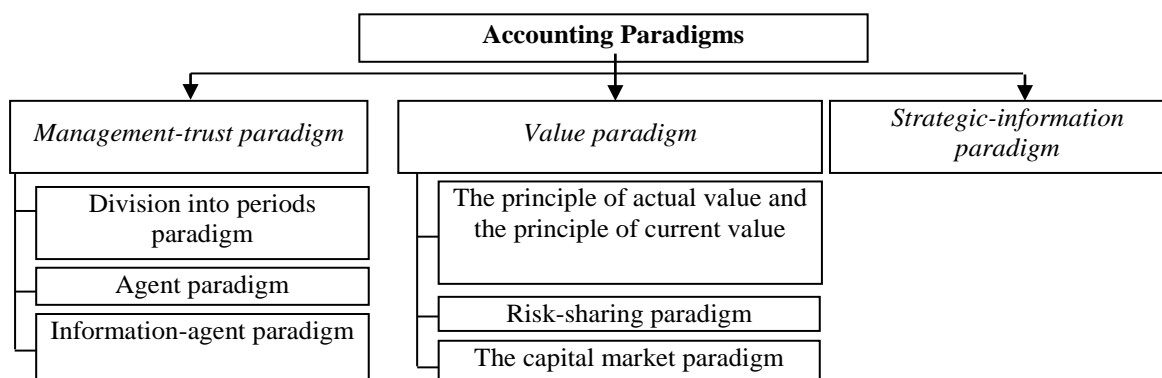 Accounting Paradigms
Management-trust paradigm
Value paradigm
Strategic-information
paradigm
Division into periods
paradigm
Agent paradigm
Information-agent paradigm
The principle of actual value and
the principle of current value
Risk-sharing paradigm
The capital market paradigm